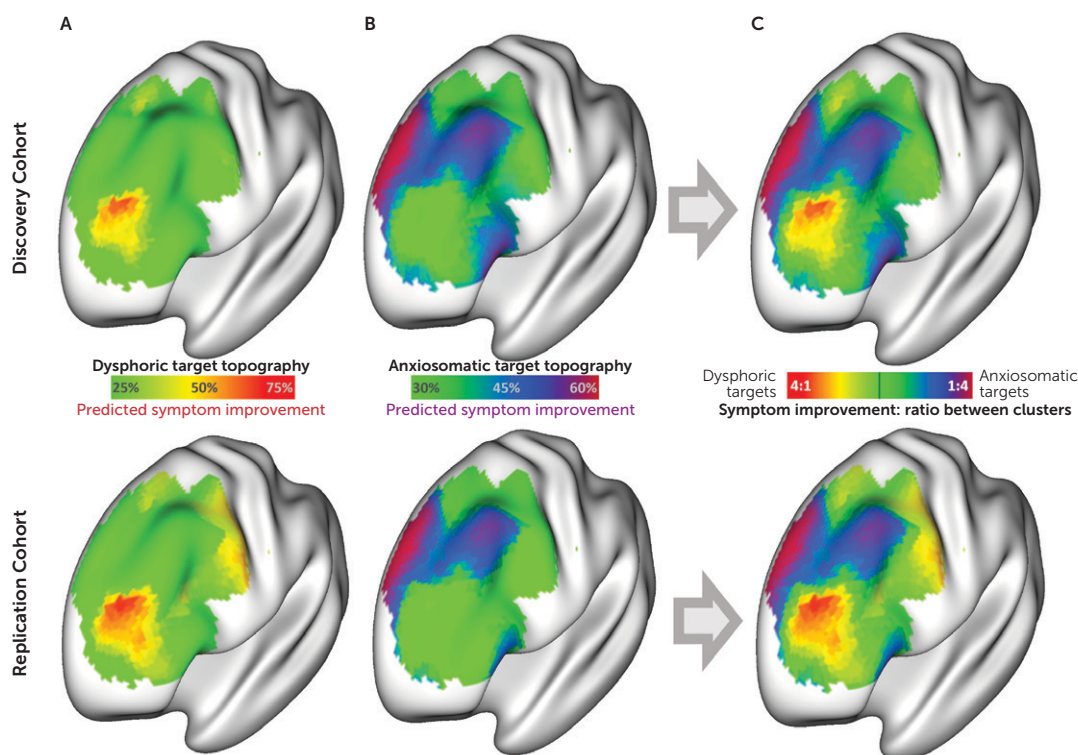 A
B
C
Discovery Cohort
Dysphoric target topography
25% 50% 75%
Predicted symptom improvement
Anxiosomatic target topography
30% 45% 60%
Predicted symptom improvement
Dysphoric
targets
4:1 1:4
Anxiosomatic
targets
Symptom improvement: ratio between clusters
Replication Cohort